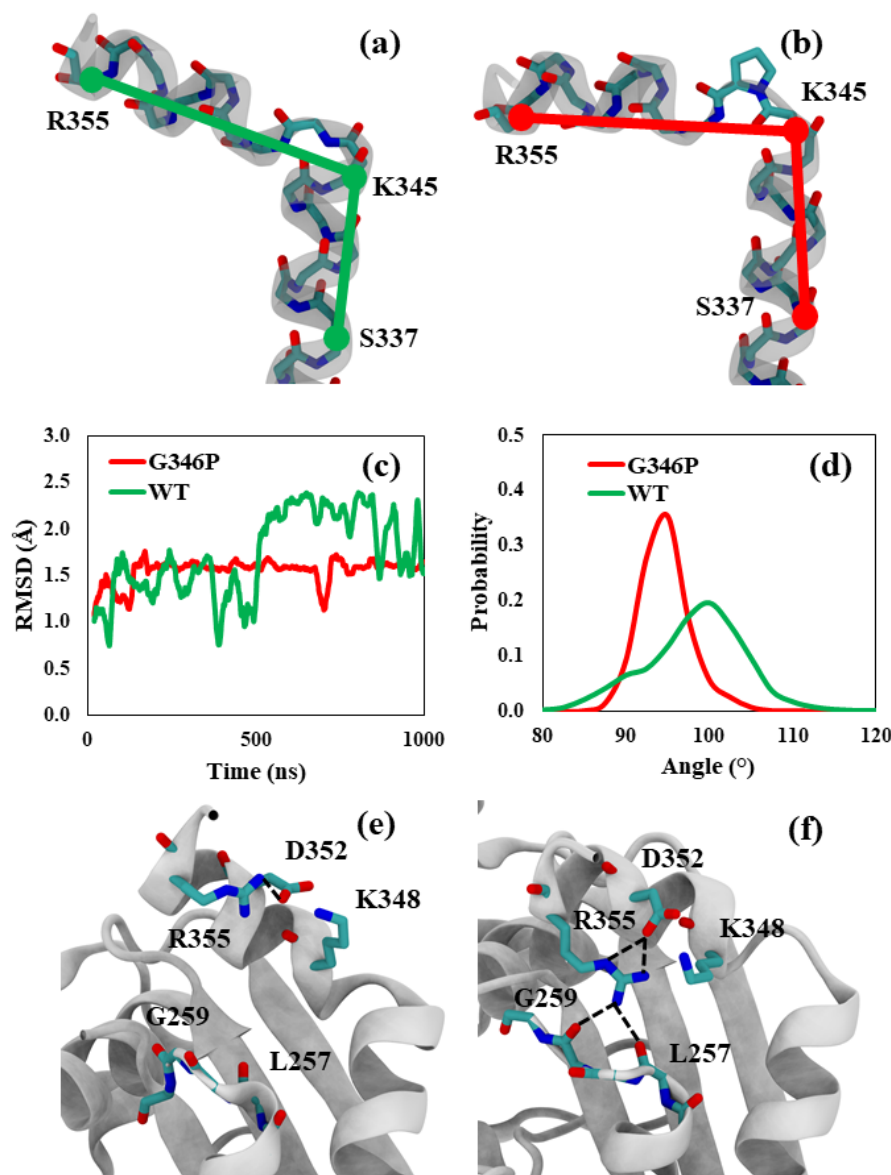 (a)
R355
K345
S337
(b)
K345
R355
S337
(c)
G346P
WT
3.0
2.5
2.0
1.5
1.0
0.5
0.0
RMSD (Å)
0
500
1000
Time (ns)
(d)
G346P
WT
0.5
0.4
0.3
0.2
0.1
0.0
Probability
80
90
100
110
120
Angle (°)
(e)
D352
K348
R355
G259
L257
(f)
D352
R355
K348
G259
L257